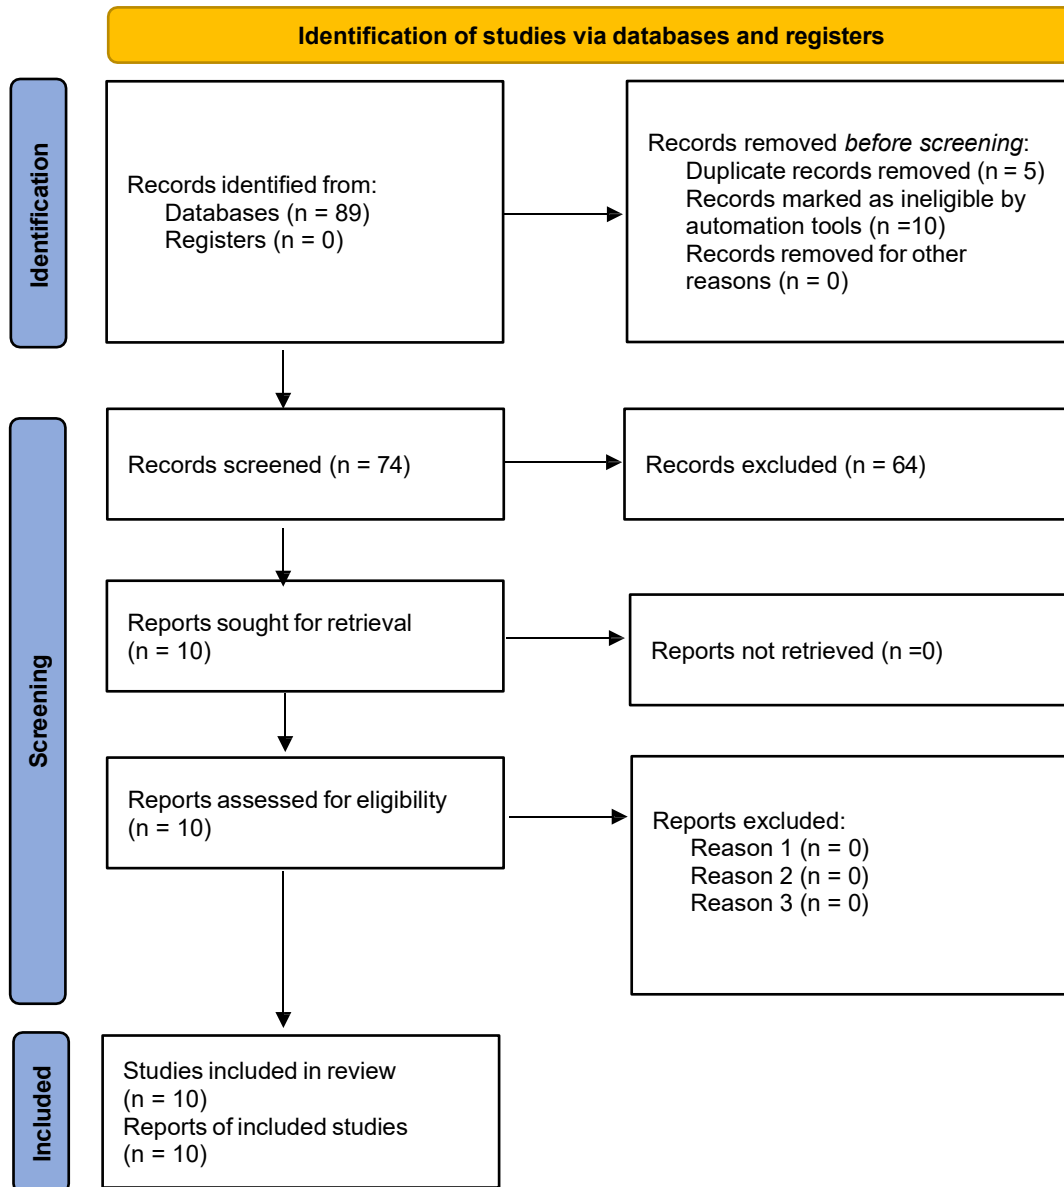 Identification of studies via databases and registers
Identification
Records identified from:
Databases (n = 89)
Registers (n = 0)
Records removed before screening:
Duplicate records removed (n = 5)
Records marked as ineligible by
automation tools (n =10)
Records removed for other
reasons (n = 0)
Screening
Records screened (n = 74)
Records excluded (n = 64)
Reports sought for retrieval
(n = 10)
Reports not retrieved (n =0)
Reports assessed for eligibility
(n = 10)
Reports excluded:
Reason 1 (n = 0)
Reason 2 (n = 0)
Reason 3 (n = 0)
Included
Studies included in review
(n = 10)
Reports of included studies
(n = 10)